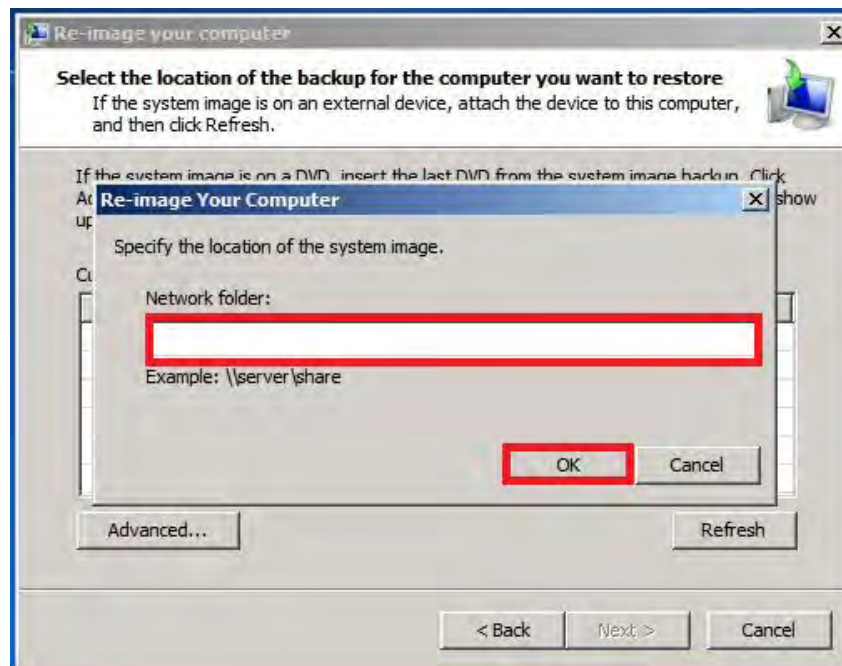 Re-image your computer
Select the location of the backup for the computer you want to restore
If the system image is on an external device, attach the device to this computer,
and then click Refresh.
If the system image is on a DVD, insert the last DVD from the system image backup. Click
show
up
Re-image Your Computer
Specify the location of the system image.
Network folder:
Example: \\server\share
OK
Cancel
Advanced...
Refresh
< Back
Next >
Cancel